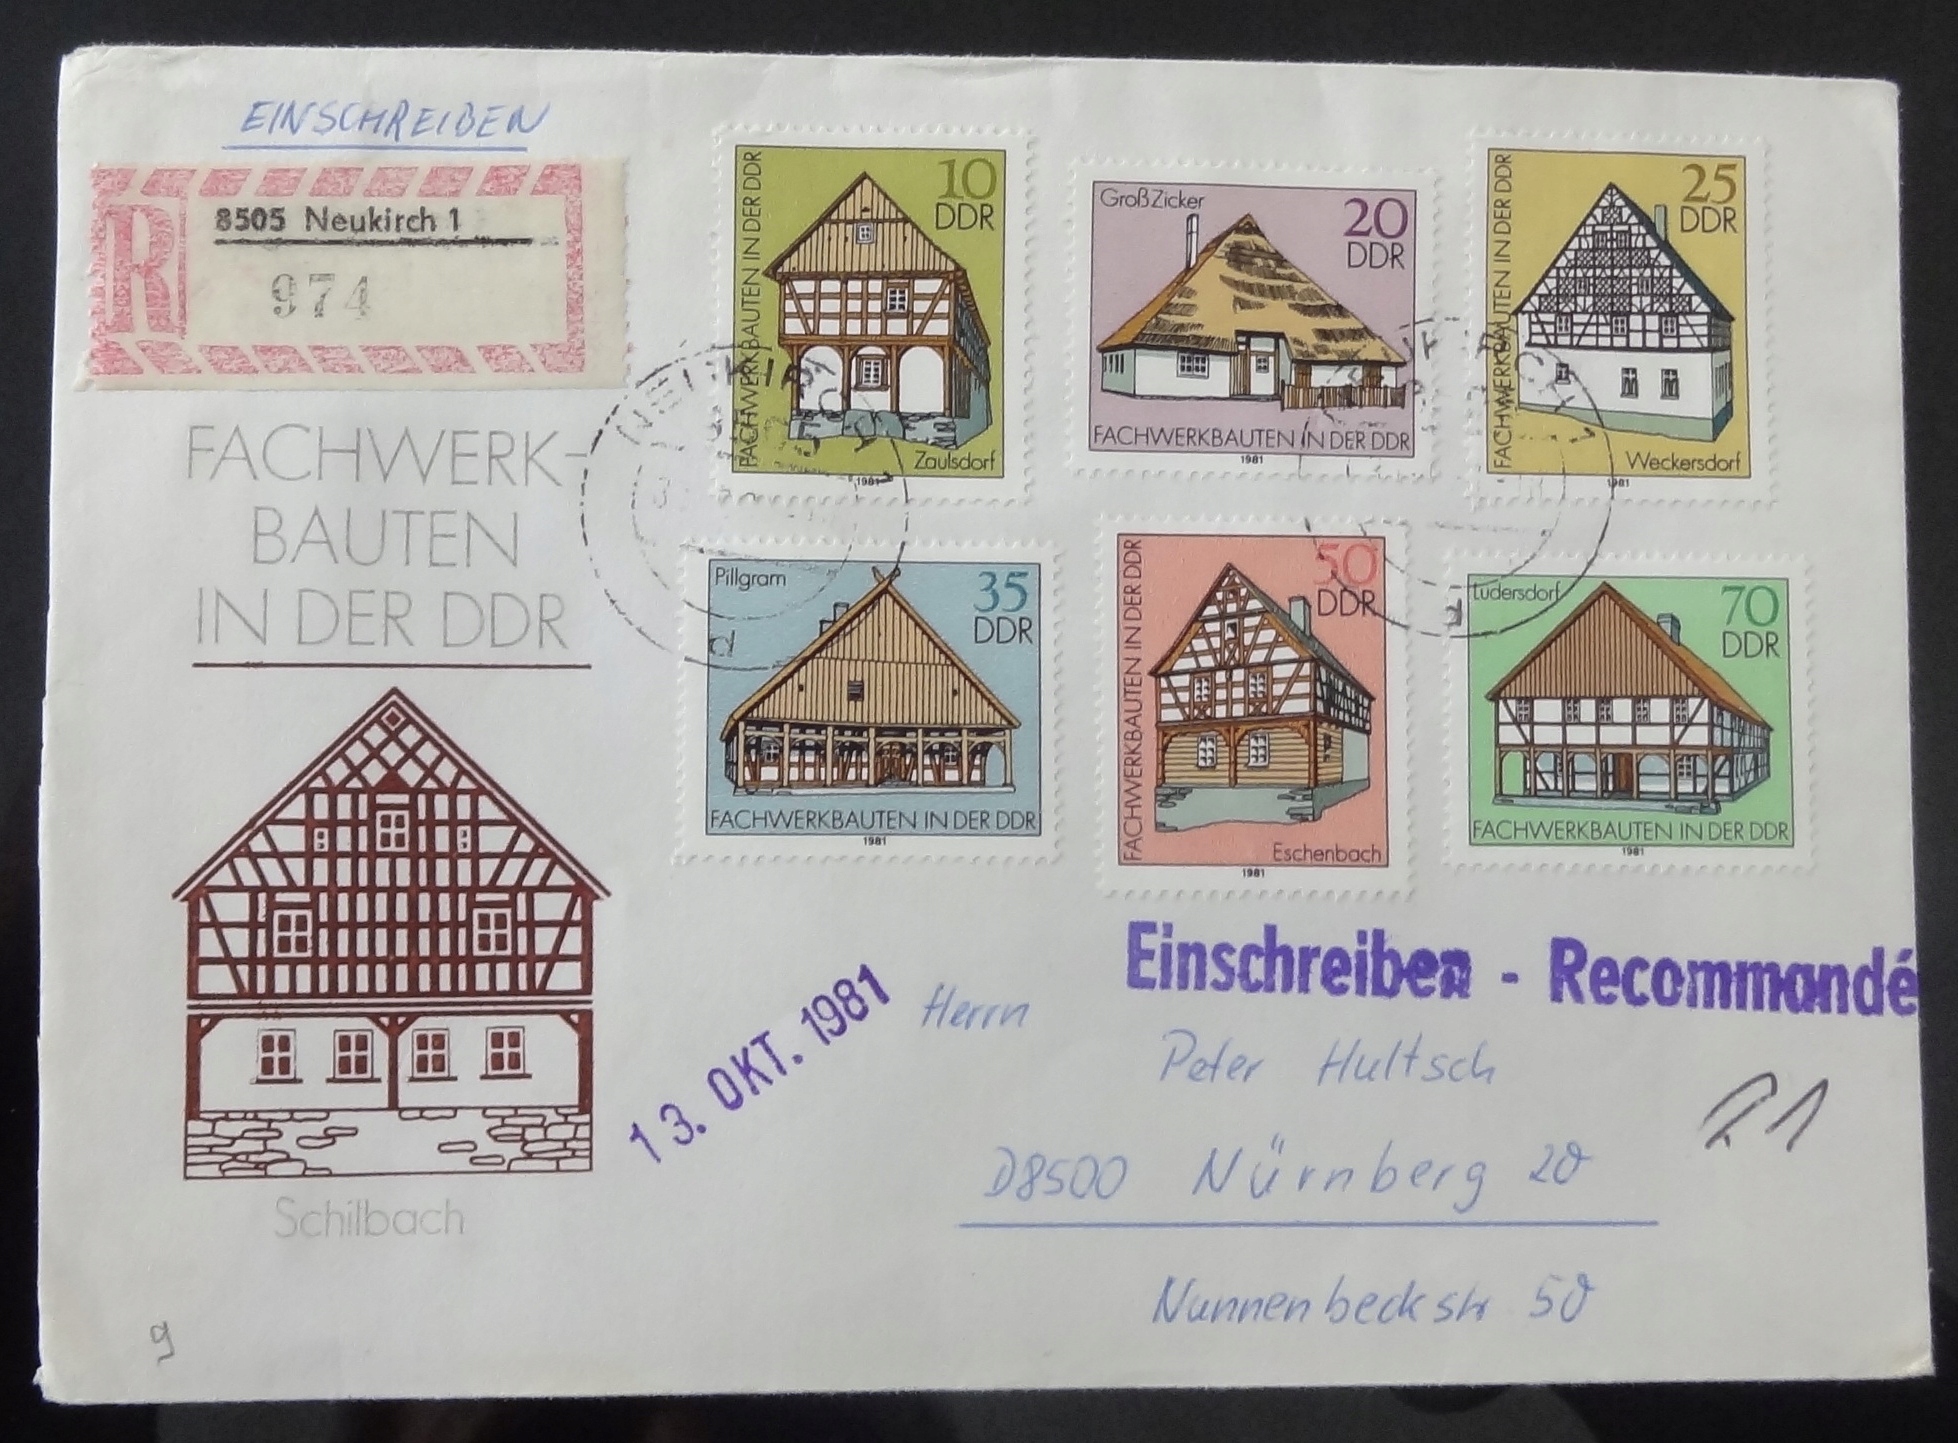 EINSCHREIBEN
R
8505 Neukirch 1
974
FACHWERK-
BAUTEN
IN DER DDR
Schilbach
9
FACHWERKBAUTEN IN DER DDR
10
DDR
Zaulsdorf
1981
Groß Zicker
20
DDR
FACHWERKBAUTEN IN DER DDR
1981
FACHWERKBAUTEN IN DER DDR
25
DDR
Weckersdorf
1981
Pillgram
35
DDR
FACHWERKBAUTEN IN DER DDR
1981
FACHWERKBAUTEN IN DER DDR
50
DDR
Eschenbach
1981
Lüdersdorf
70
DDR
FACHWERKBAUTEN IN DER DDR
1981
NEUKIRCH
d
Einschreiben - Recommandé
13. OKT. 1981
Herrn
Peter Hultsch
D8500 Nürnberg 20
Nunnenbeckstr 50